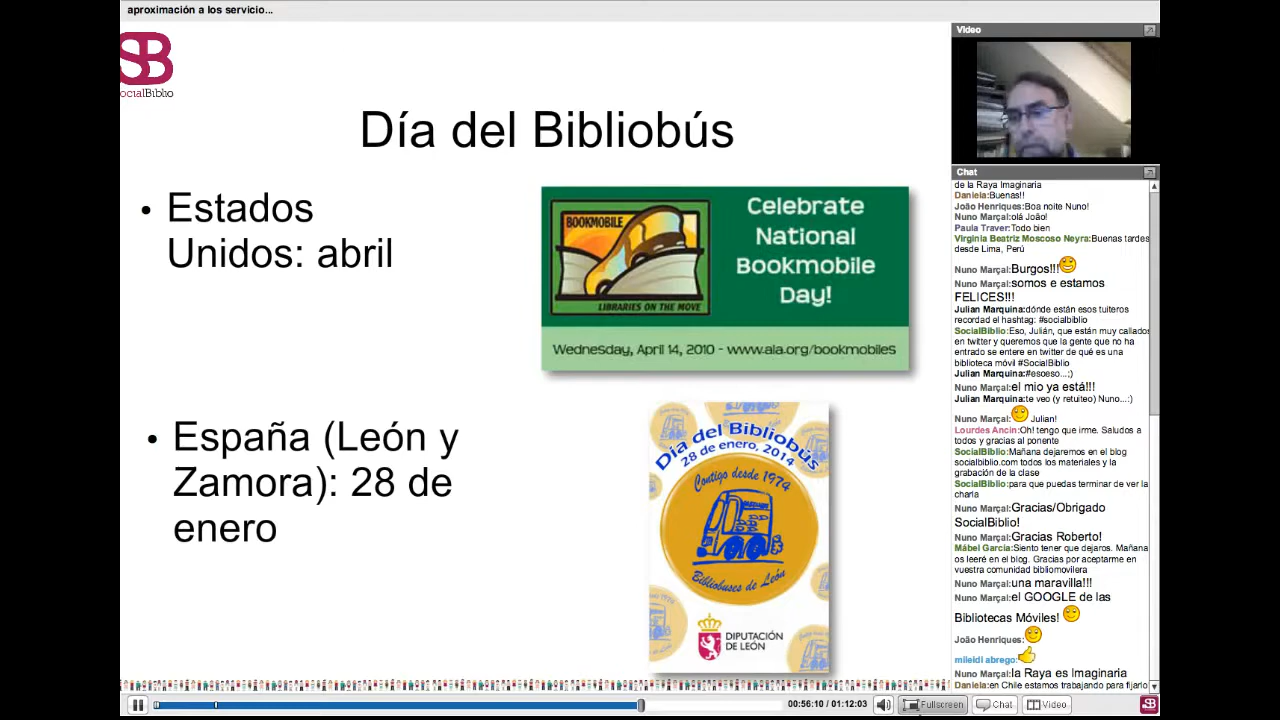 aproximación a los servicio...
SB
ocialBiblio
Día del Bibliobús
• Estados
Unidos: abril
BOOKMOBILE
LIBRARIES ON THE MOVE
Celebrate
National
Bookmobile
Day!
Wednesday, April 14, 2010 - www.ala.org/bookmobiles
• España (León y
Zamora): 28 de
enero
Día del Bibliobús
28 de enero, 2014
Contigo desde 1974
Bibliobuses de León
DIPUTACIÓN
DE LEÓN
Video
Chat
de la Raya Imaginaria
Daniela:Buenas!!
João Henriques:Boa noite Nuno!
Nuno Marçal:olá João!
Paula Traver:Todo bien
Virginia Beatriz Moscoso Neyra:Buenas tardes
desde Lima, Perú
Nuno Marçal:Burgos!!!
Nuno Marçal:somos e estamos
FELICES!!!
Julian Marquina:dónde están esos tuiteros
recordad el hashtag: #socialbiblio
SocialBiblio:Eso, Julián, que están muy callados
en twitter y queremos que la gente que no ha
entrado se entere en twitter de qué es una
biblioteca móvil #SocialBiblio
Julian Marquina:#esoeso...;)
Nuno Marçal:el mio ya está!!!
Julian Marquina:te veo (y retuiteo) Nuno...:)
Nuno Marçal: Julian!
Lourdes Ancin:Oh! tengo que irme. Saludos a
todos y gracias al ponente
SocialBiblio:Mañana dejaremos en el blog
socialbiblio.com todos los materiales y la
grabación de la clase
SocialBiblio:para que puedas terminar de ver la
charla
Nuno Marçal:Gracias/Obrigado
SocialBiblio!
Nuno Marçal:Gracias Roberto!
Mábel García:Siento tener que dejaros. Mañana
os leeré en el blog. Gracias por aceptarme en
vuestra comunidad bibliomovilera
Nuno Marçal:una maravilla!!!
Nuno Marçal:el GOOGLE de las
Bibliotecas Móviles!
João Henriques:
mileidi abrego:
Nuno Marçal:la Raya es Imaginaria
Daniela:en Chile estamos trabajando para fijarlo
00:56:10 / 01:12:03
Fullscreen
Chat
Video
SB